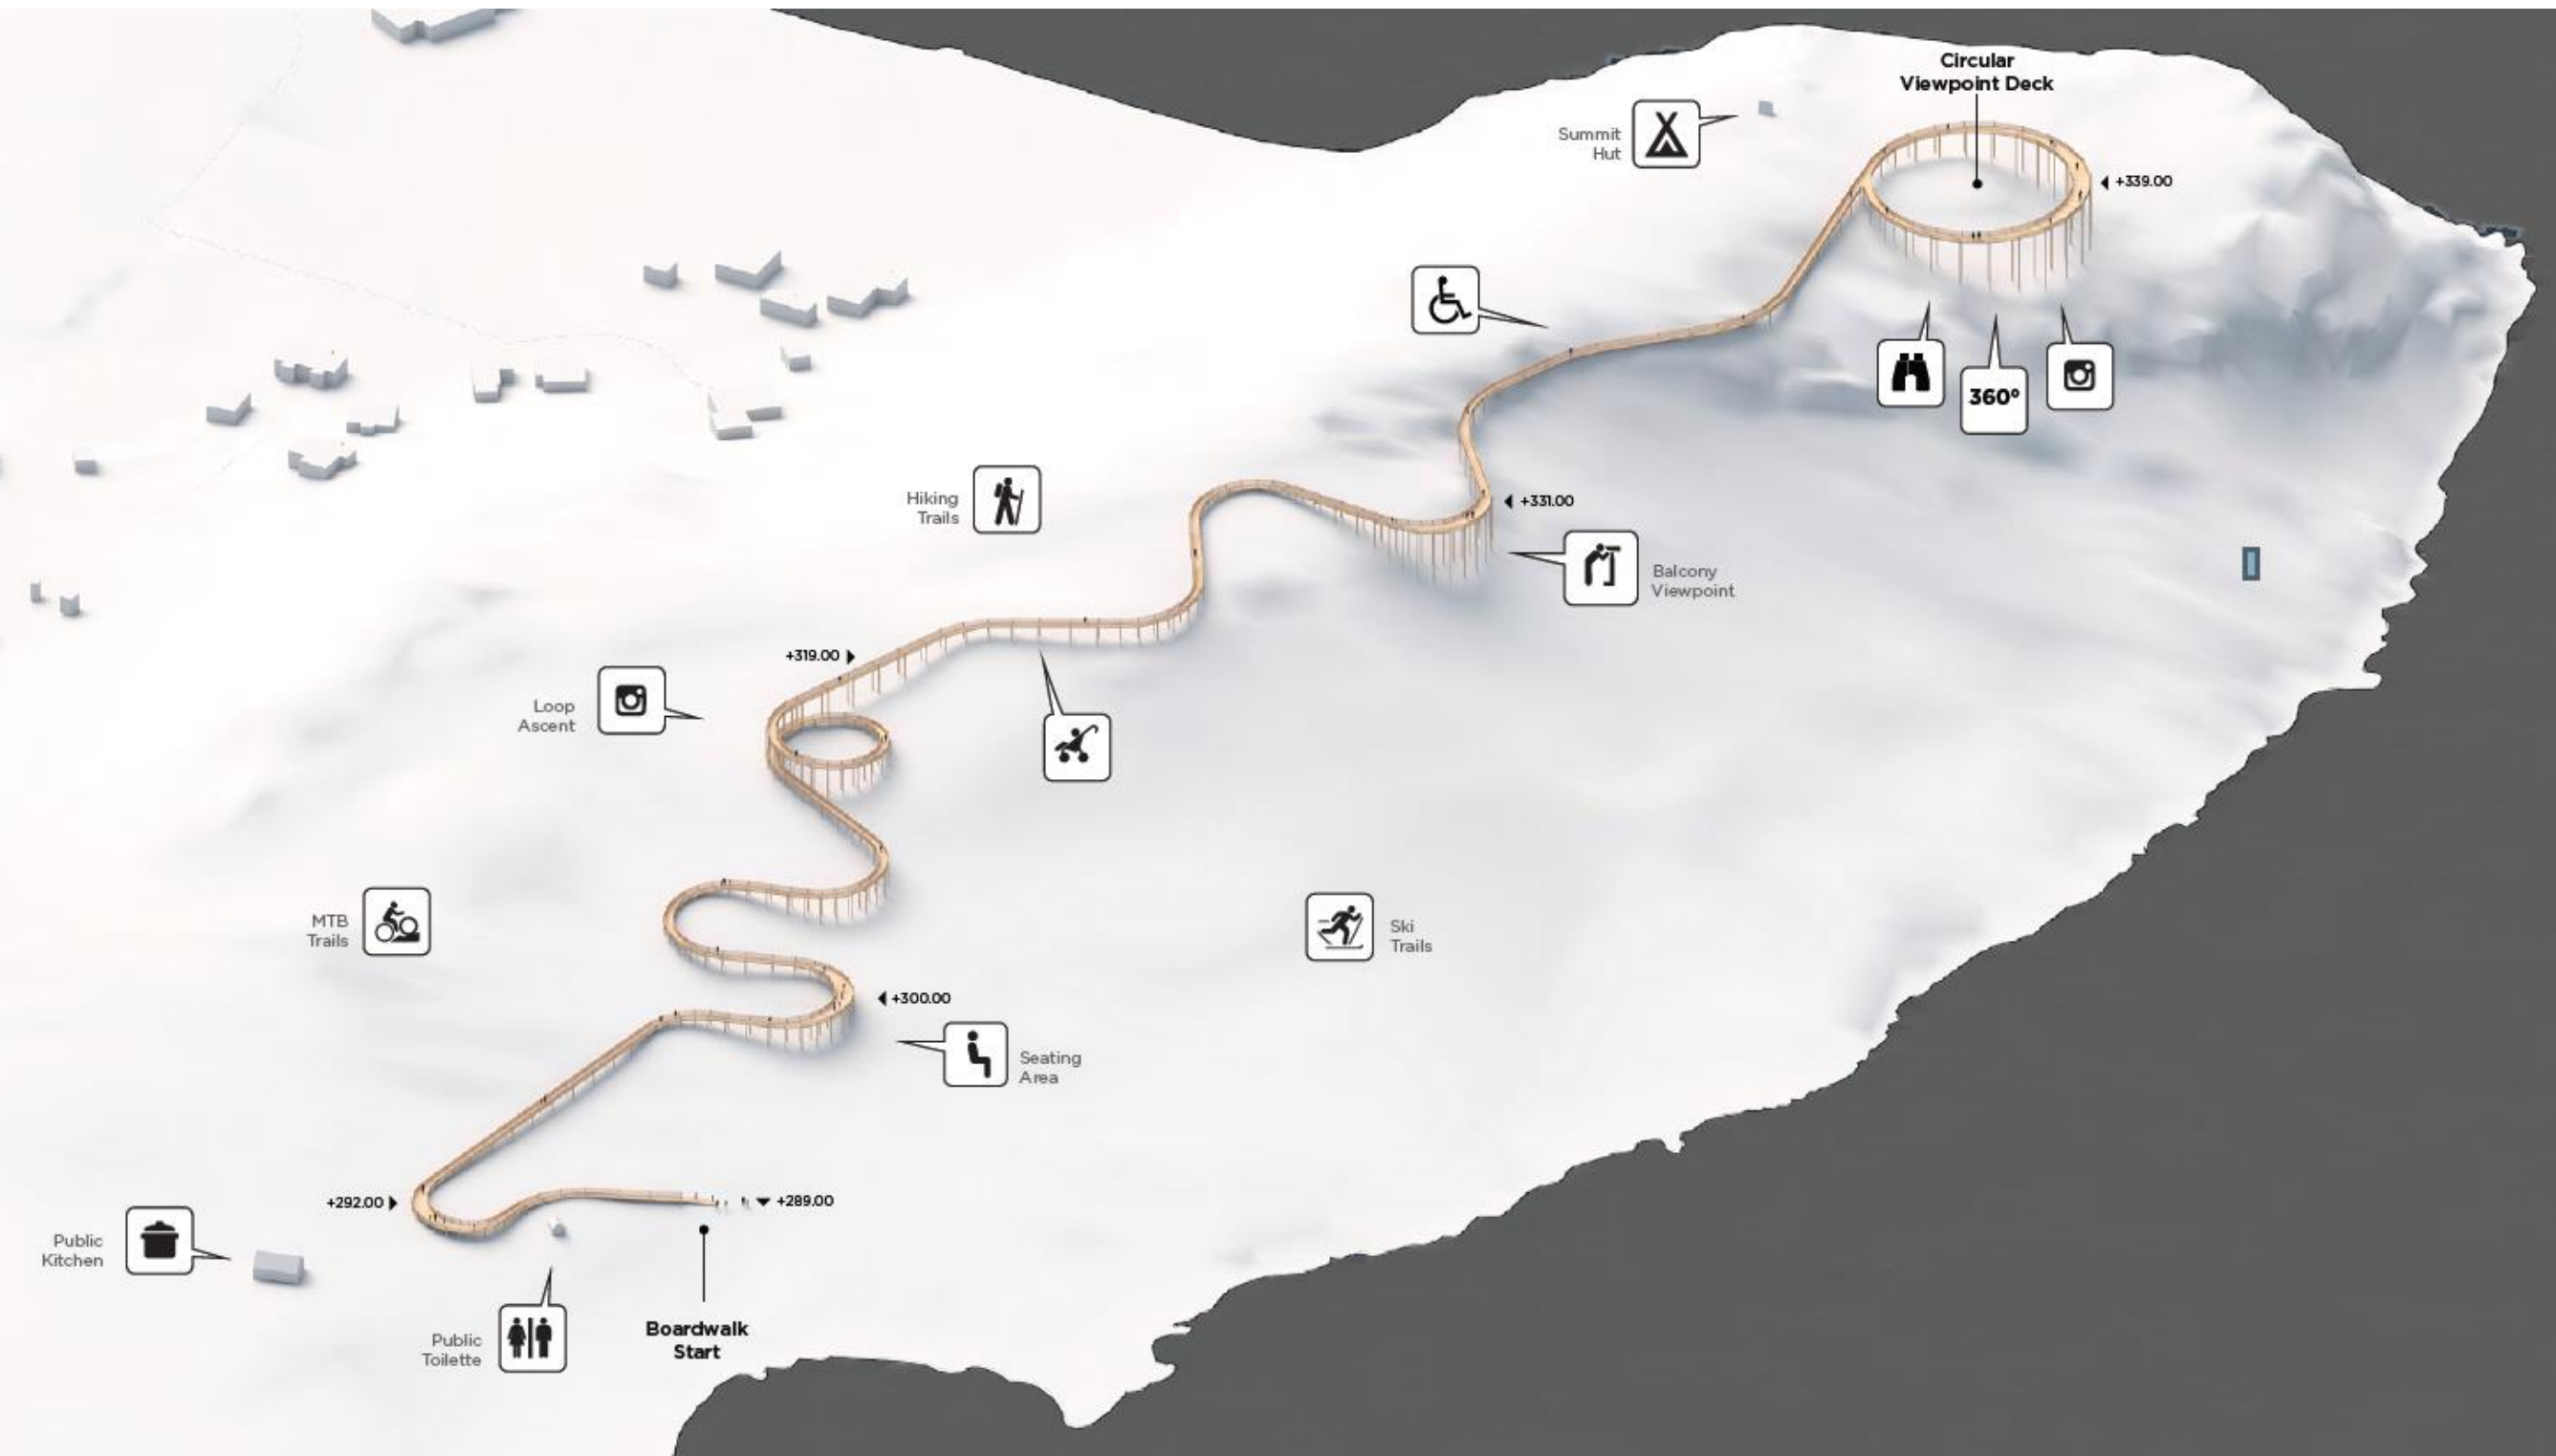 Circular
Viewpoint Deck
Summit
Hut
+339.00
360°
Hiking
Trails
+331.00
Balcony
Viewpoint
+319.00
Loop
Ascent
MTB
Trails
Ski
Trails
+300.00
Seating
Area
+292.00
+289.00
Public
Kitchen
Public
Toilette
Boardwalk
Start